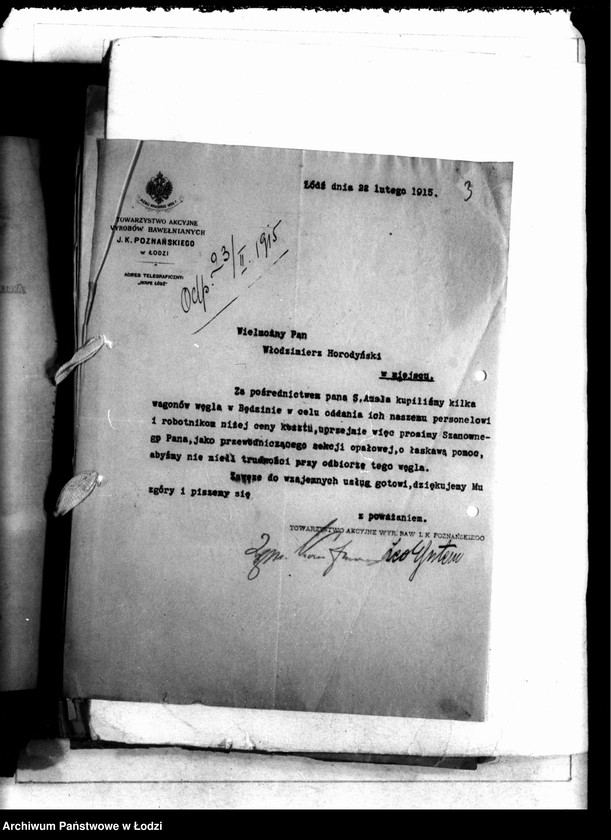 Łódź dnia 22 lutego 1915.
3
TOWARZYSTWO AKCYJNE
WYROBÓW BAWEŁNIANYCH
J. K. POZNAŃSKIEGO
w ŁODZI
ADRES TELEGRAFICZNY:
Odp. 23/II. 1915
Wielmożny Pan
Włodzimierz Horodyński
w miejscu.
Za pośrednictwem pana S. kupiliśmy kilka
wagonów węgla w Będzinie w celu oddania ich naszemu personelowi
i robotnikom niżej ceny kosztu, uprzejmie więc prosimy Szanowne-
go Pana, jako przewodniczącego sekcji opałowej, o łaskawą pomoc,
abyśmy nie mieli trudności przy odbiorze tego węgla.
Zawsze do wzajemnych usług gotowi, dziękujemy Mu
zgóry i piszemy się
z poważaniem.
TOWARZYSTWO AKCYJNE WYR. BAW. I. K. POZNAŃSKIEGO
Archiwum Państwowe w Łodzi